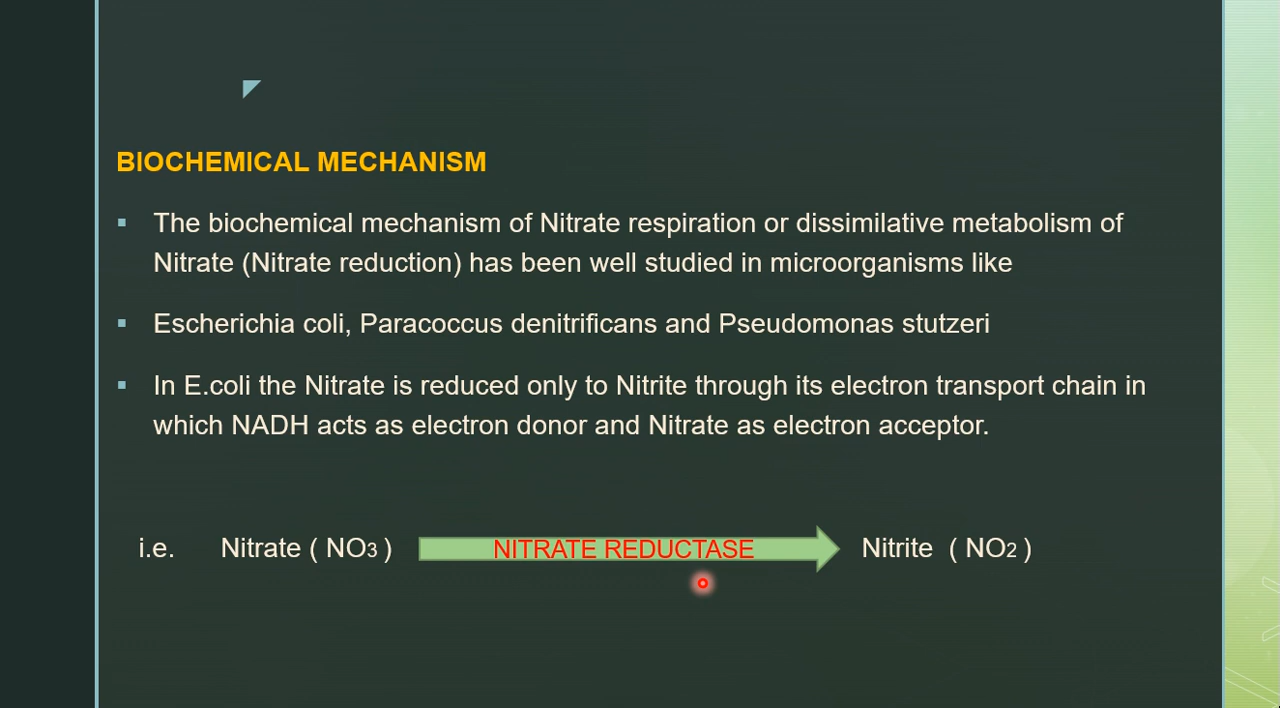 BIOCHEMICAL MECHANISM
▪ The biochemical mechanism of Nitrate respiration or dissimilative metabolism of
Nitrate (Nitrate reduction) has been well studied in microorganisms like
▪ Escherichia coli, Paracoccus denitrificans and Pseudomonas stutzeri
▪ In E.coli the Nitrate is reduced only to Nitrite through its electron transport chain in
which NADH acts as electron donor and Nitrate as electron acceptor.
i.e. Nitrate ( NO3 ) NITRATE REDUCTASE Nitrite ( NO2 )